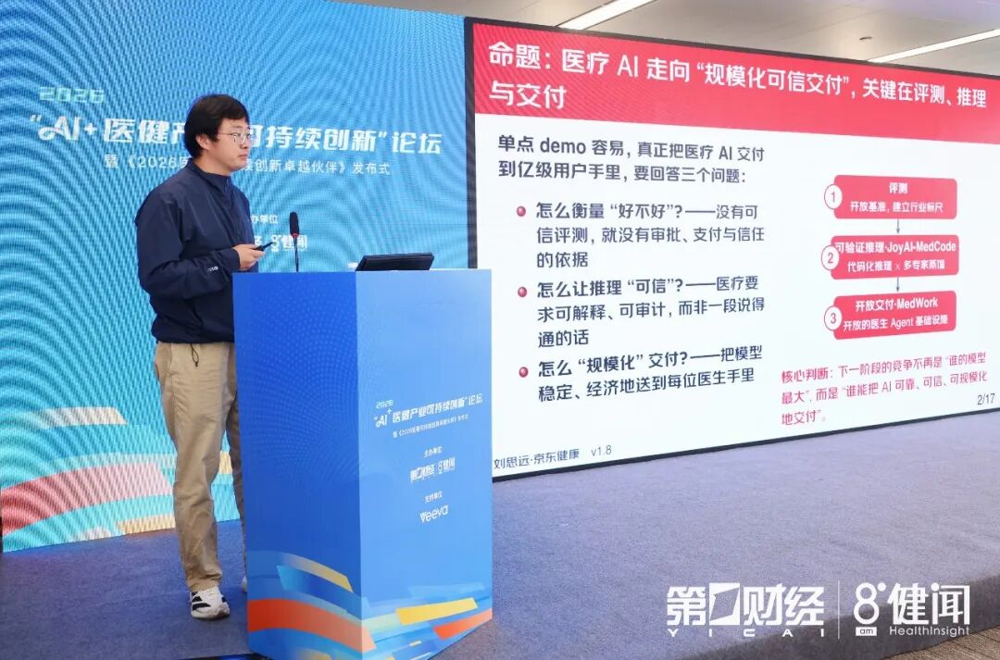 2026
“AI+医健产 可持续创新”论坛
暨《2026医 续创新卓越伙伴》发布式
办单位
经 8°健闻
命题：医疗 AI 走向“规模化可信交付”，关键在评测、推理
与交付
单点 demo 容易，真正把医疗 AI 交付
到亿级用户手里，要回答三个问题：
怎么衡量“好不好”？——没有可
信评测，就没有审批、支付与信任
的依据
怎么让推理“可信”？——医疗要
求可解释、可审计，而非一段说得
通的话
怎么“规模化”交付？——把模型
稳定、经济地送到每位医生手里
1
评测
开放基准，建立行业标尺
2
可验证推理·JoyAI-MedCode
代码化推理 × 多专家蒸馏
3
开放交付·MedWork
开放的医生 Agent 基础设施
核心判断：下一阶段的竞争不再是“谁的模型
最大”，而是“谁能把 AI 可靠、可信、可规模化
地交付”。
2/17
刘思远·京东健康 v1.8
2026
“AI+医健产业可持续创新”论坛
暨《2026医健可持续创新卓越伙伴》发布式
主办单位
第一财经 8°健闻
支持单位
Veeva
第一财经 8°健闻
YICAI am HealthInsight